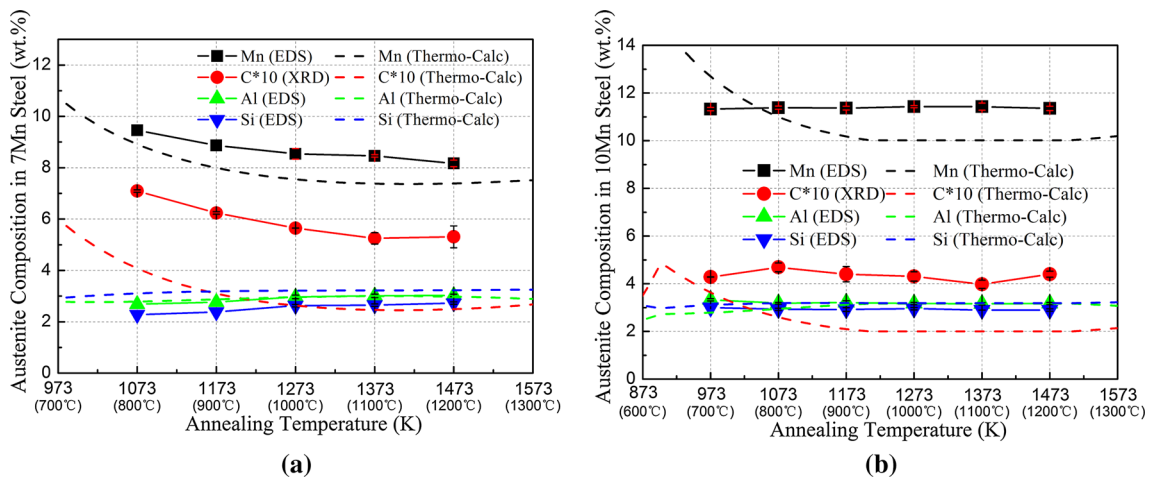 Austenite Composition in 7Mn Steel (wt.%)
12
10
8
6
4
2
0
Mn (EDS)
C*10 (XRD)
Al (EDS)
Si (EDS)
Mn (Thermo-Calc)
C*10 (Thermo-Calc)
Al (Thermo-Calc)
Si (Thermo-Calc)
973 1073 1173 1273 1373 1473 1573
(700℃) (800℃) (900℃) (1000℃) (1100℃) (1200℃) (1300℃)
Annealing Temperature (K)
(a)
Austenite Composition in 10Mn Steel (wt.%)
14
12
10
8
6
4
2
0
Mn (EDS)
C*10 (XRD)
Al (EDS)
Si (EDS)
Mn (Thermo-Calc)
C*10 (Thermo-Calc)
Al (Thermo-Calc)
Si (Thermo-Calc)
873 973 1073 1173 1273 1373 1473 1573
(600℃) (700℃) (800℃) (900℃) (1000℃) (1100℃) (1200℃) (1300℃)
Annealing Temperature (K)
(b)